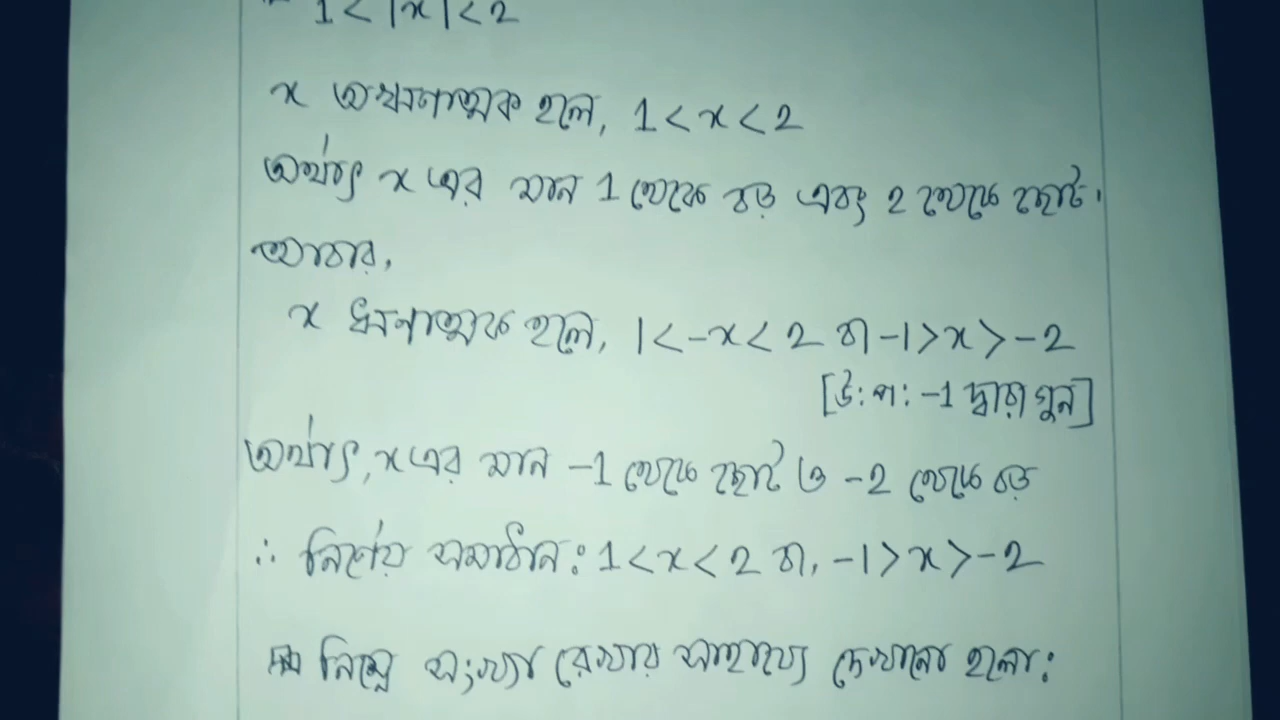 1 < |x| < 2
x অঋণাত্মক হলে, 1 < x < 2
অর্থাৎ x এর মান 1 থেকে বড় এবং 2 থেকে ছোট।
আবার,
x ঋণাত্মক হলে, 1 < -x < 2 বা -1 > x > -2
[উ: প: -1 দ্বারা গুন]
অর্থাৎ, x এর মান -1 থেকে ছোট ও -2 থেকে বড়
∴ নির্ণেয় সমাধান: 1 < x < 2 বা, -1 > x > -2
নিম্নে সংখ্যা রেখার সাহায্যে দেখানো হলো: